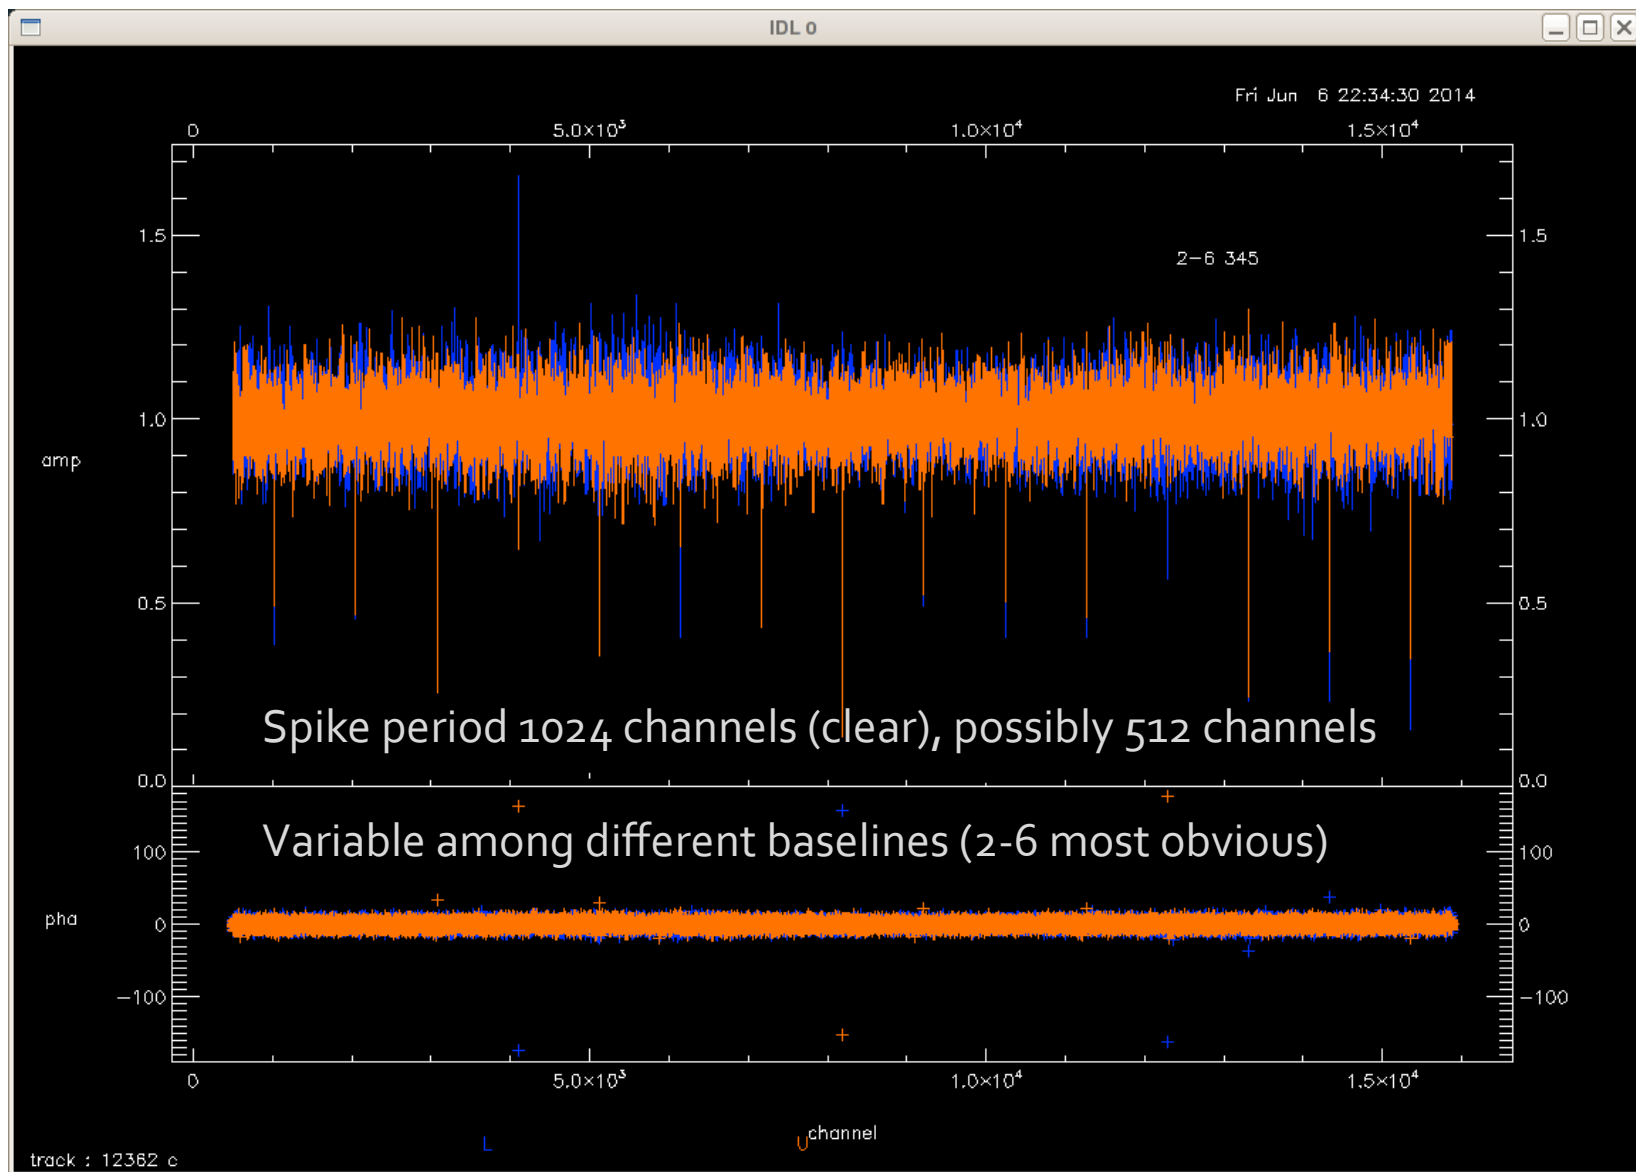 IDL 0
Fri Jun 6 22:34:30 2014
0 5.0×10³ 1.0×10⁴ 1.5×10⁴
1.5 1.5
2-6 345
1.0 1.0
amp
0.5 0.5
Spike period 1024 channels (clear), possibly 512 channels
0.0 0.0
Variable among different baselines (2-6 most obvious)
100 100
pha 0 0
-100 -100
0 5.0×10³ 1.0×10⁴ 1.5×10⁴
channel
L U
track : 12362 c